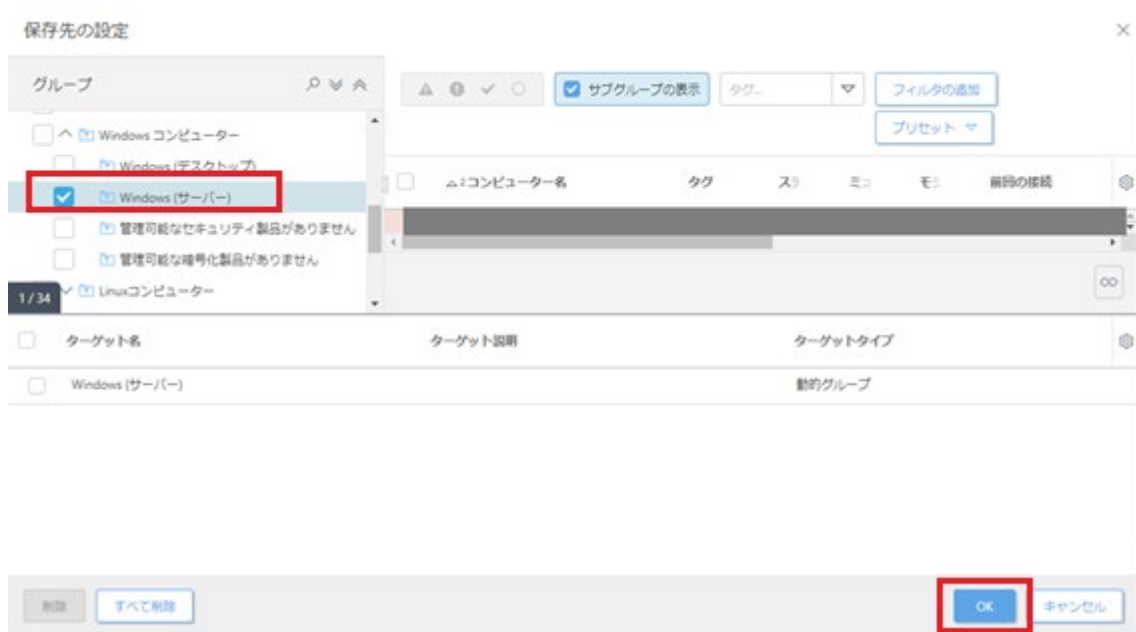 保存先の設定
グループ
サブグループの表示
タグ...
フィルタの追加
プリセット
Windows コンピューター
Windows (デスクトップ)
Windows (サーバー)
管理可能なセキュリティ製品がありません
管理可能な暗号化製品がありません
Linuxコンピューター
1 / 34
コンピューター名 タグ ス ミ モ 前回の接続
ターゲット名 ターゲット説明 ターゲットタイプ
Windows (サーバー) 動的グループ
削除 すべて削除 OK キャンセル